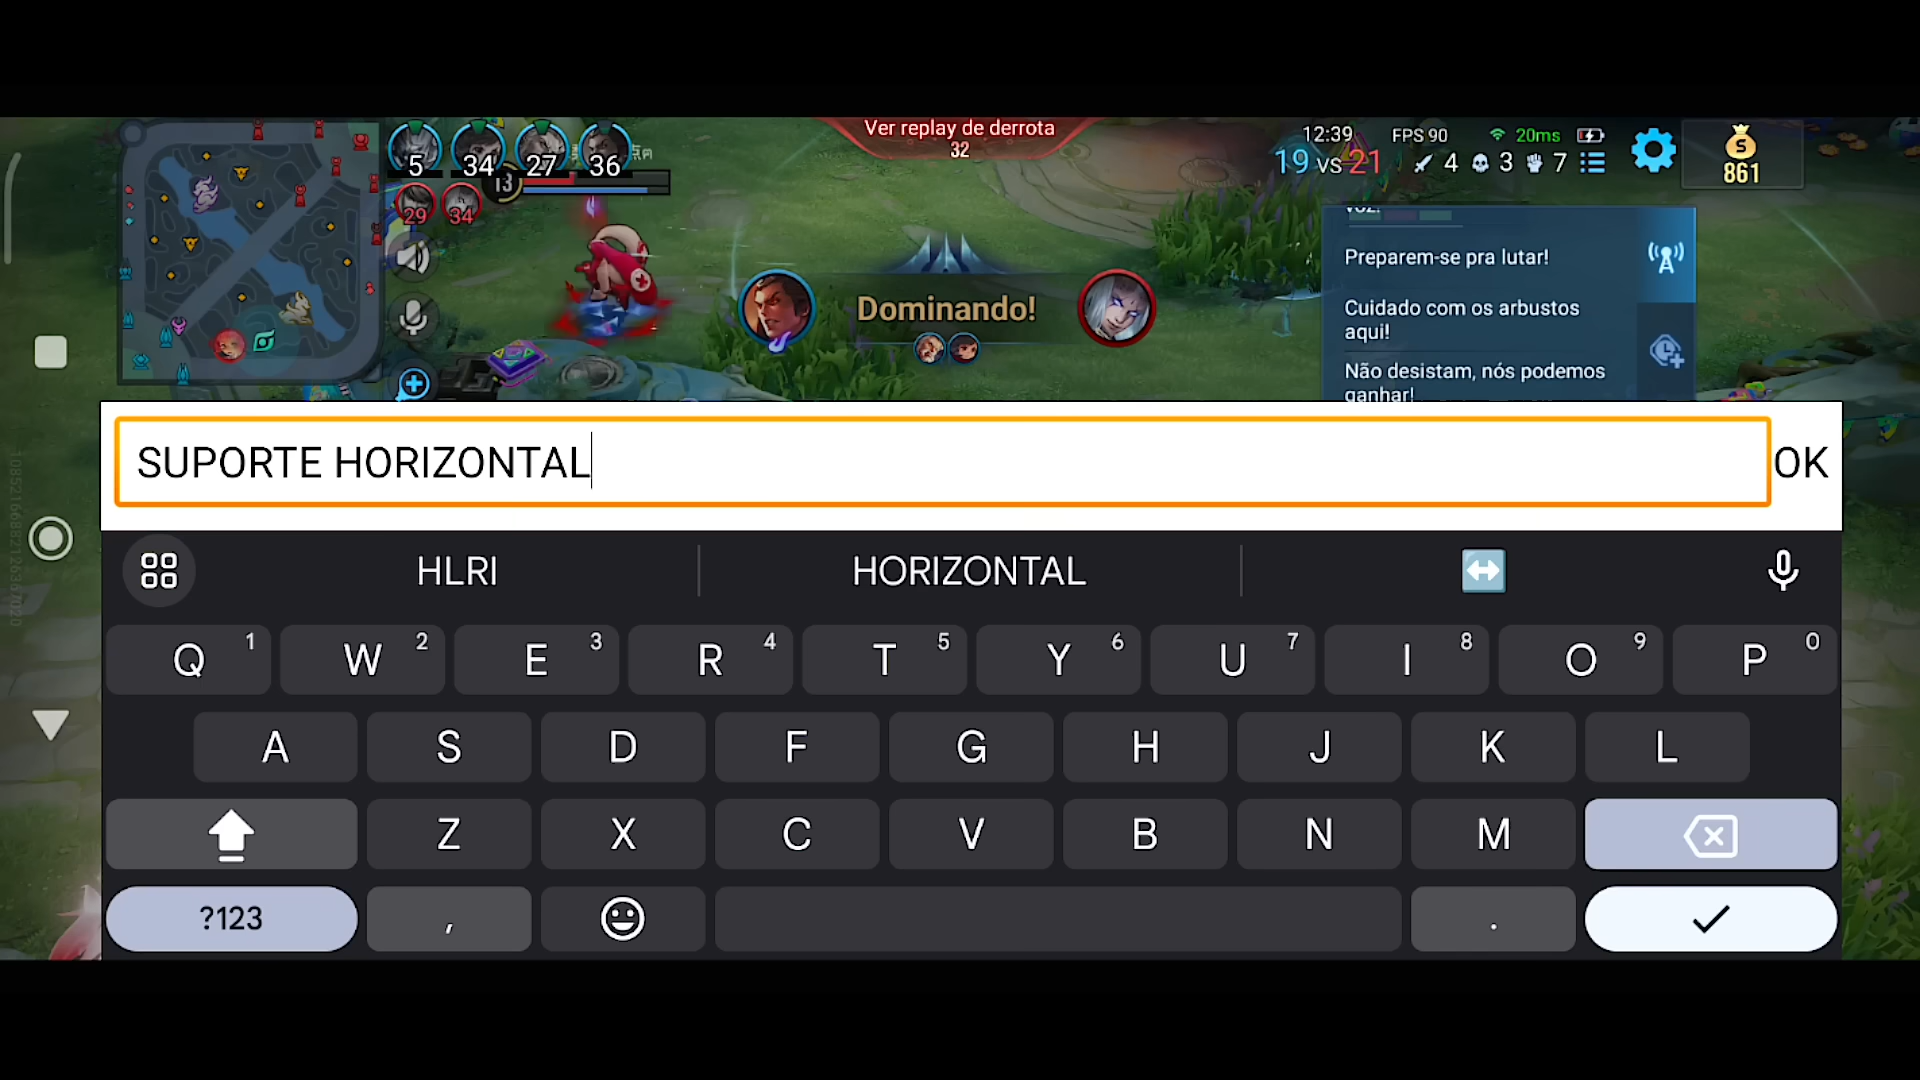 5 34 27 36
13
29 34
Ver replay de derrota
32
12:39 FPS 90 20ms
19 VS 21 4 3 7
861
Dominando!
voz!
Preparem-se pra lutar!
Cuidado com os arbustos
aqui!
Não desistam, nós podemos
ganhar!
SUPORTE HORIZONTAL OK
HLRI HORIZONTAL
Q 1 W 2 E 3 R 4 T 5 Y 6 U 7 I 8 O 9 P 0
A S D F G H J K L
Z X C V B N M
?123 , .